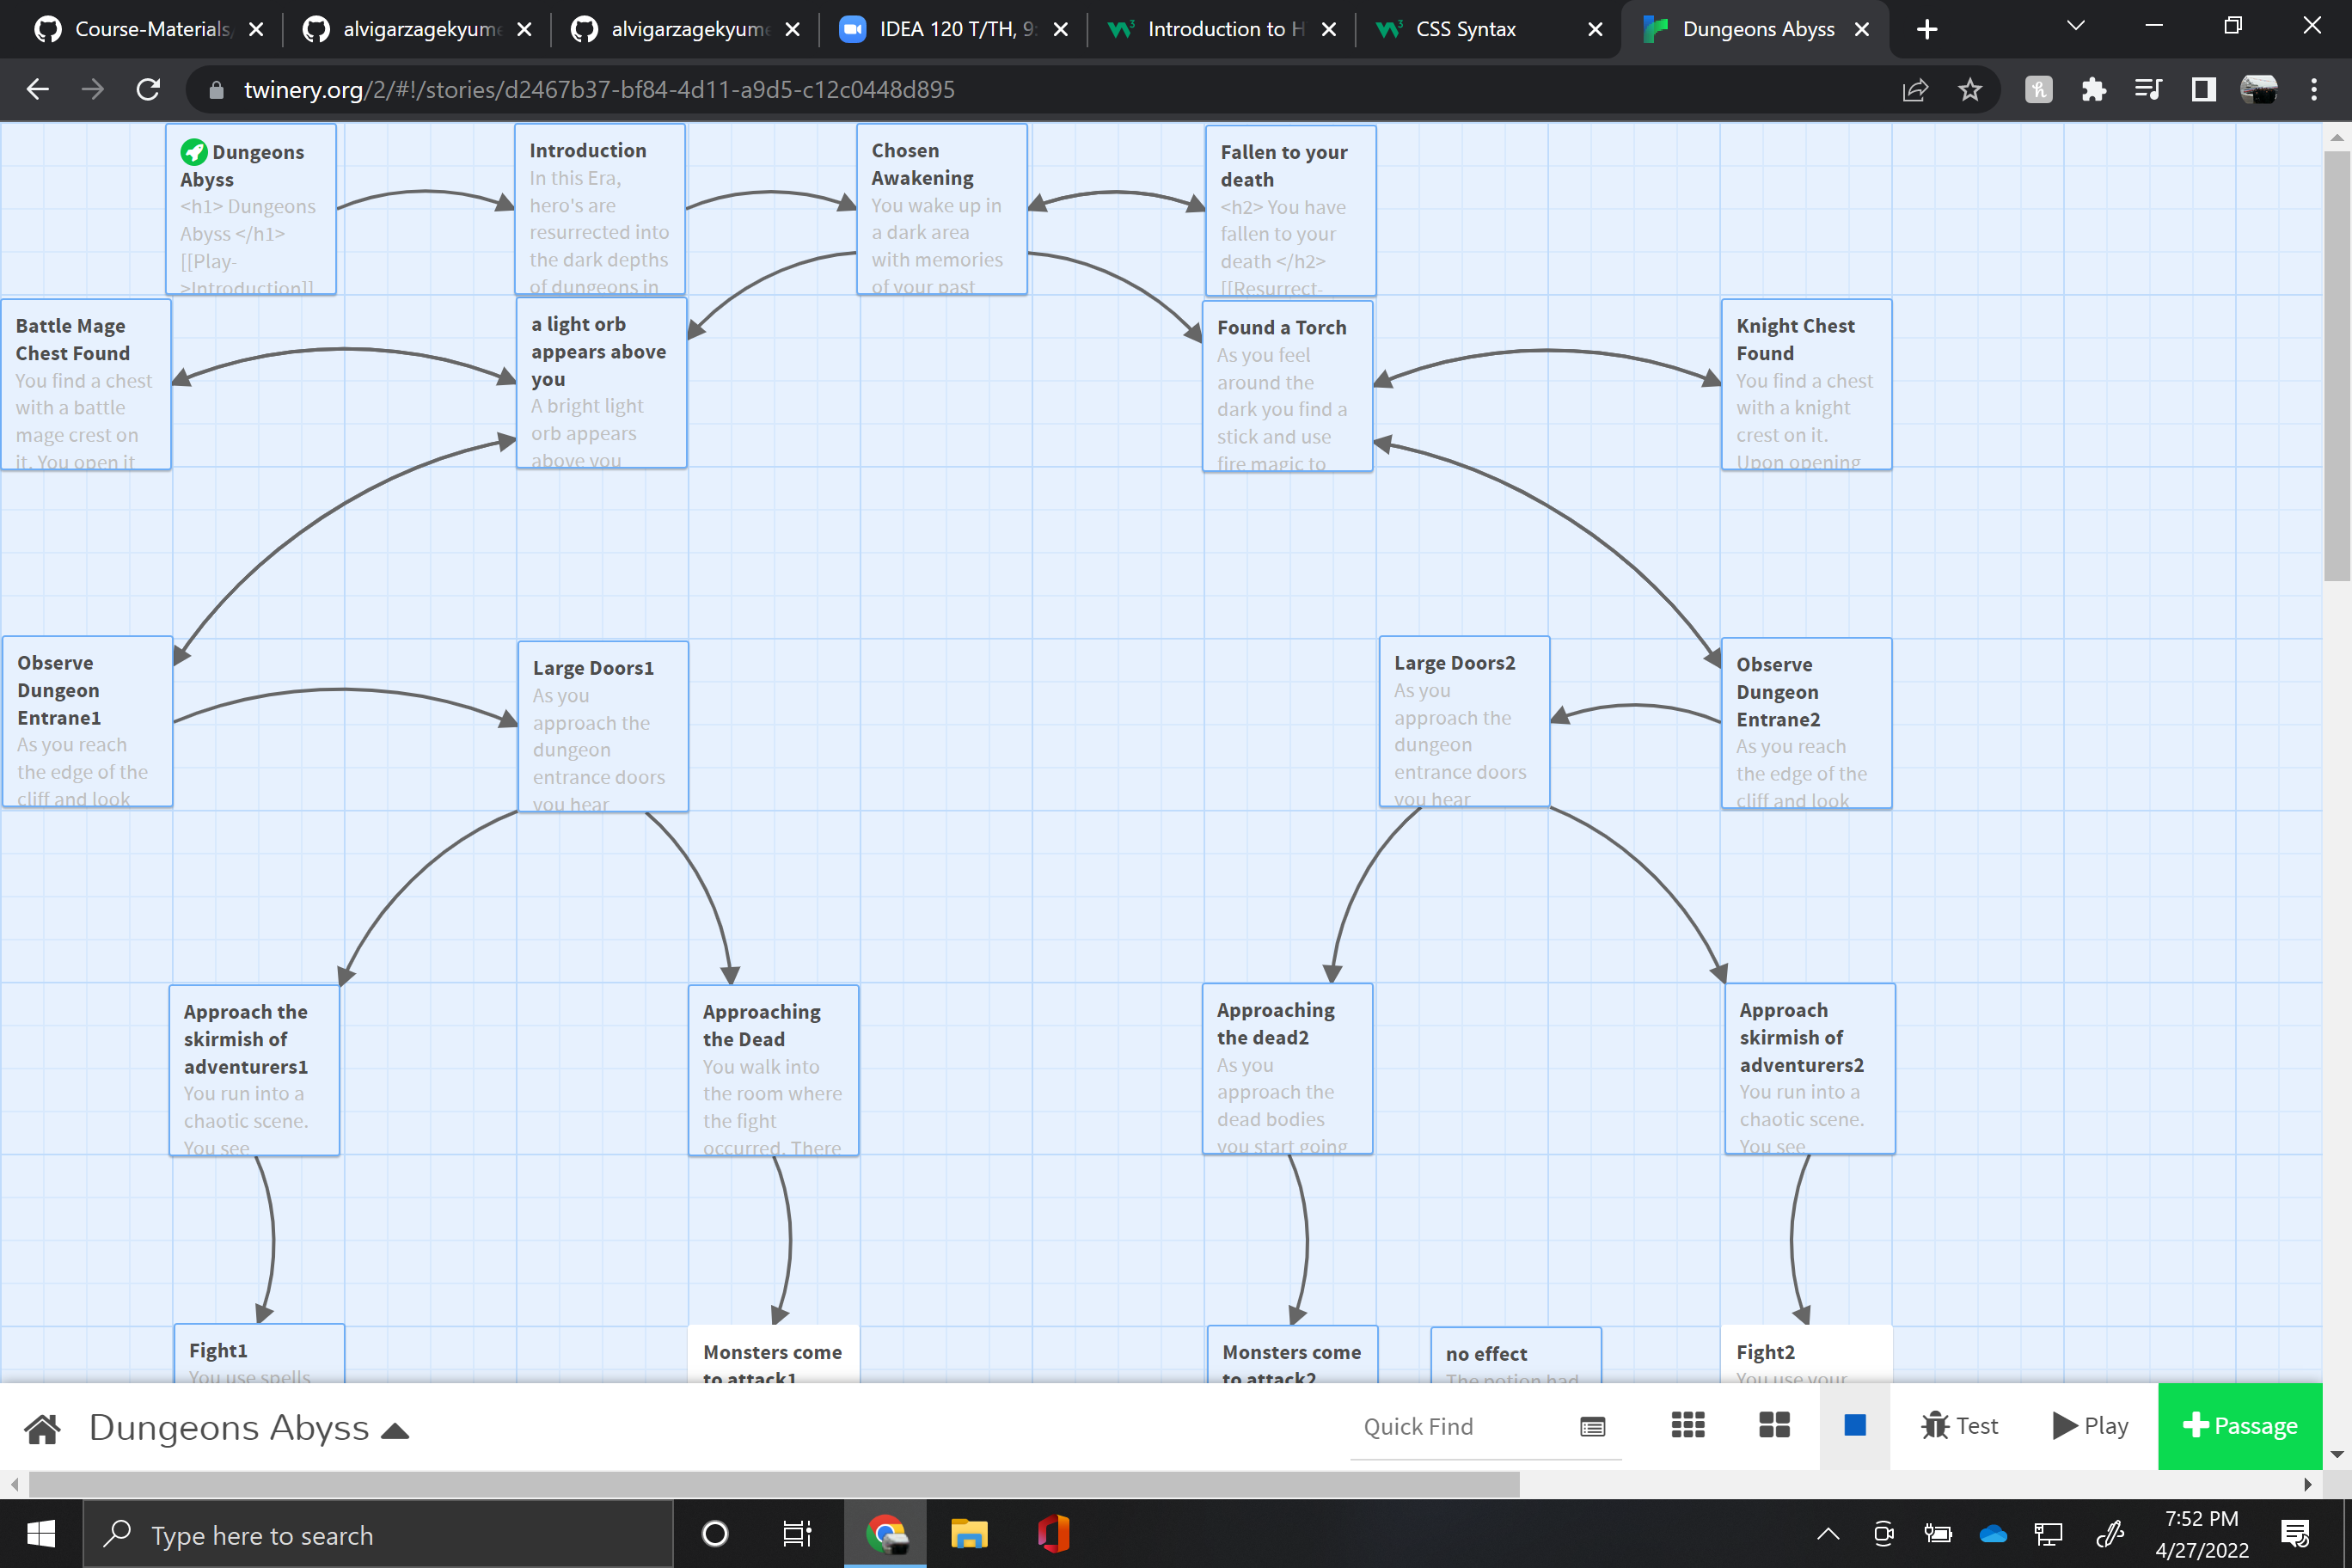 Course-Materials
alvigarzagekyume
alvigarzagekyume
IDEA 120 T/TH, 9:
Introduction to H
CSS Syntax
Dungeons Abyss
twinery.org/2/#!/stories/d2467b37-bf84-4d11-a9d5-c12c0448d895
Dungeons
Abyss
<h1> Dungeons
Abyss </h1>
[[Play-
>Introduction]]
Introduction
In this Era,
hero's are
resurrected into
the dark depths
of dungeons in
Chosen
Awakening
You wake up in
a dark area
with memories
of your past
Fallen to your
death
<h2> You have
fallen to your
death </h2>
[[Resurrect-
Battle Mage
Chest Found
You find a chest
with a battle
mage crest on
it. You open it
a light orb
appears above
you
A bright light
orb appears
above you
Found a Torch
As you feel
around the
dark you find a
stick and use
fire magic to
Knight Chest
Found
You find a chest
with a knight
crest on it.
Upon opening
Observe
Dungeon
Entrane1
As you reach
the edge of the
cliff and look
Large Doors1
As you
approach the
dungeon
entrance doors
you hear
Large Doors2
As you
approach the
dungeon
entrance doors
you hear
Observe
Dungeon
Entrane2
As you reach
the edge of the
cliff and look
Approach the
skirmish of
adventurers1
You run into a
chaotic scene.
You see
Approaching
the Dead
You walk into
the room where
the fight
occurred. There
Approaching
the dead2
As you
approach the
dead bodies
you start going
Approach
skirmish of
adventurers2
You run into a
chaotic scene.
You see
Fight1
You use spells
Monsters come
to attack1
Monsters come
to attack2
no effect
The potion had
Fight2
You use your
Dungeons Abyss
Quick Find
Test
Play
Passage
Type here to search
7:52 PM
4/27/2022